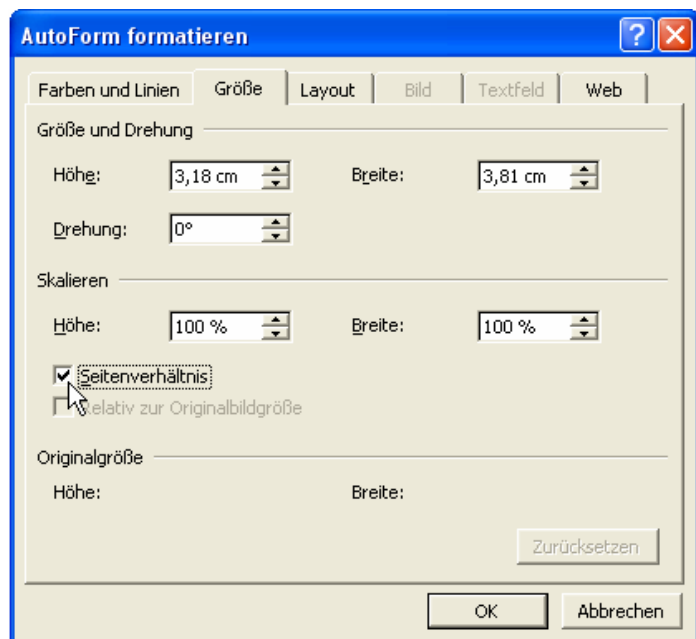 AutoForm formatieren
Farben und Linien Größe Layout Bild Textfeld Web
Größe und Drehung
Höhe: 3,18 cm Breite: 3,81 cm
Drehung: 0°
Skalieren
Höhe: 100 % Breite: 100 %
Seitenverhältnis
Relativ zur Originalbildgröße
Originalgröße
Höhe: Breite:
Zurücksetzen
OK Abbrechen